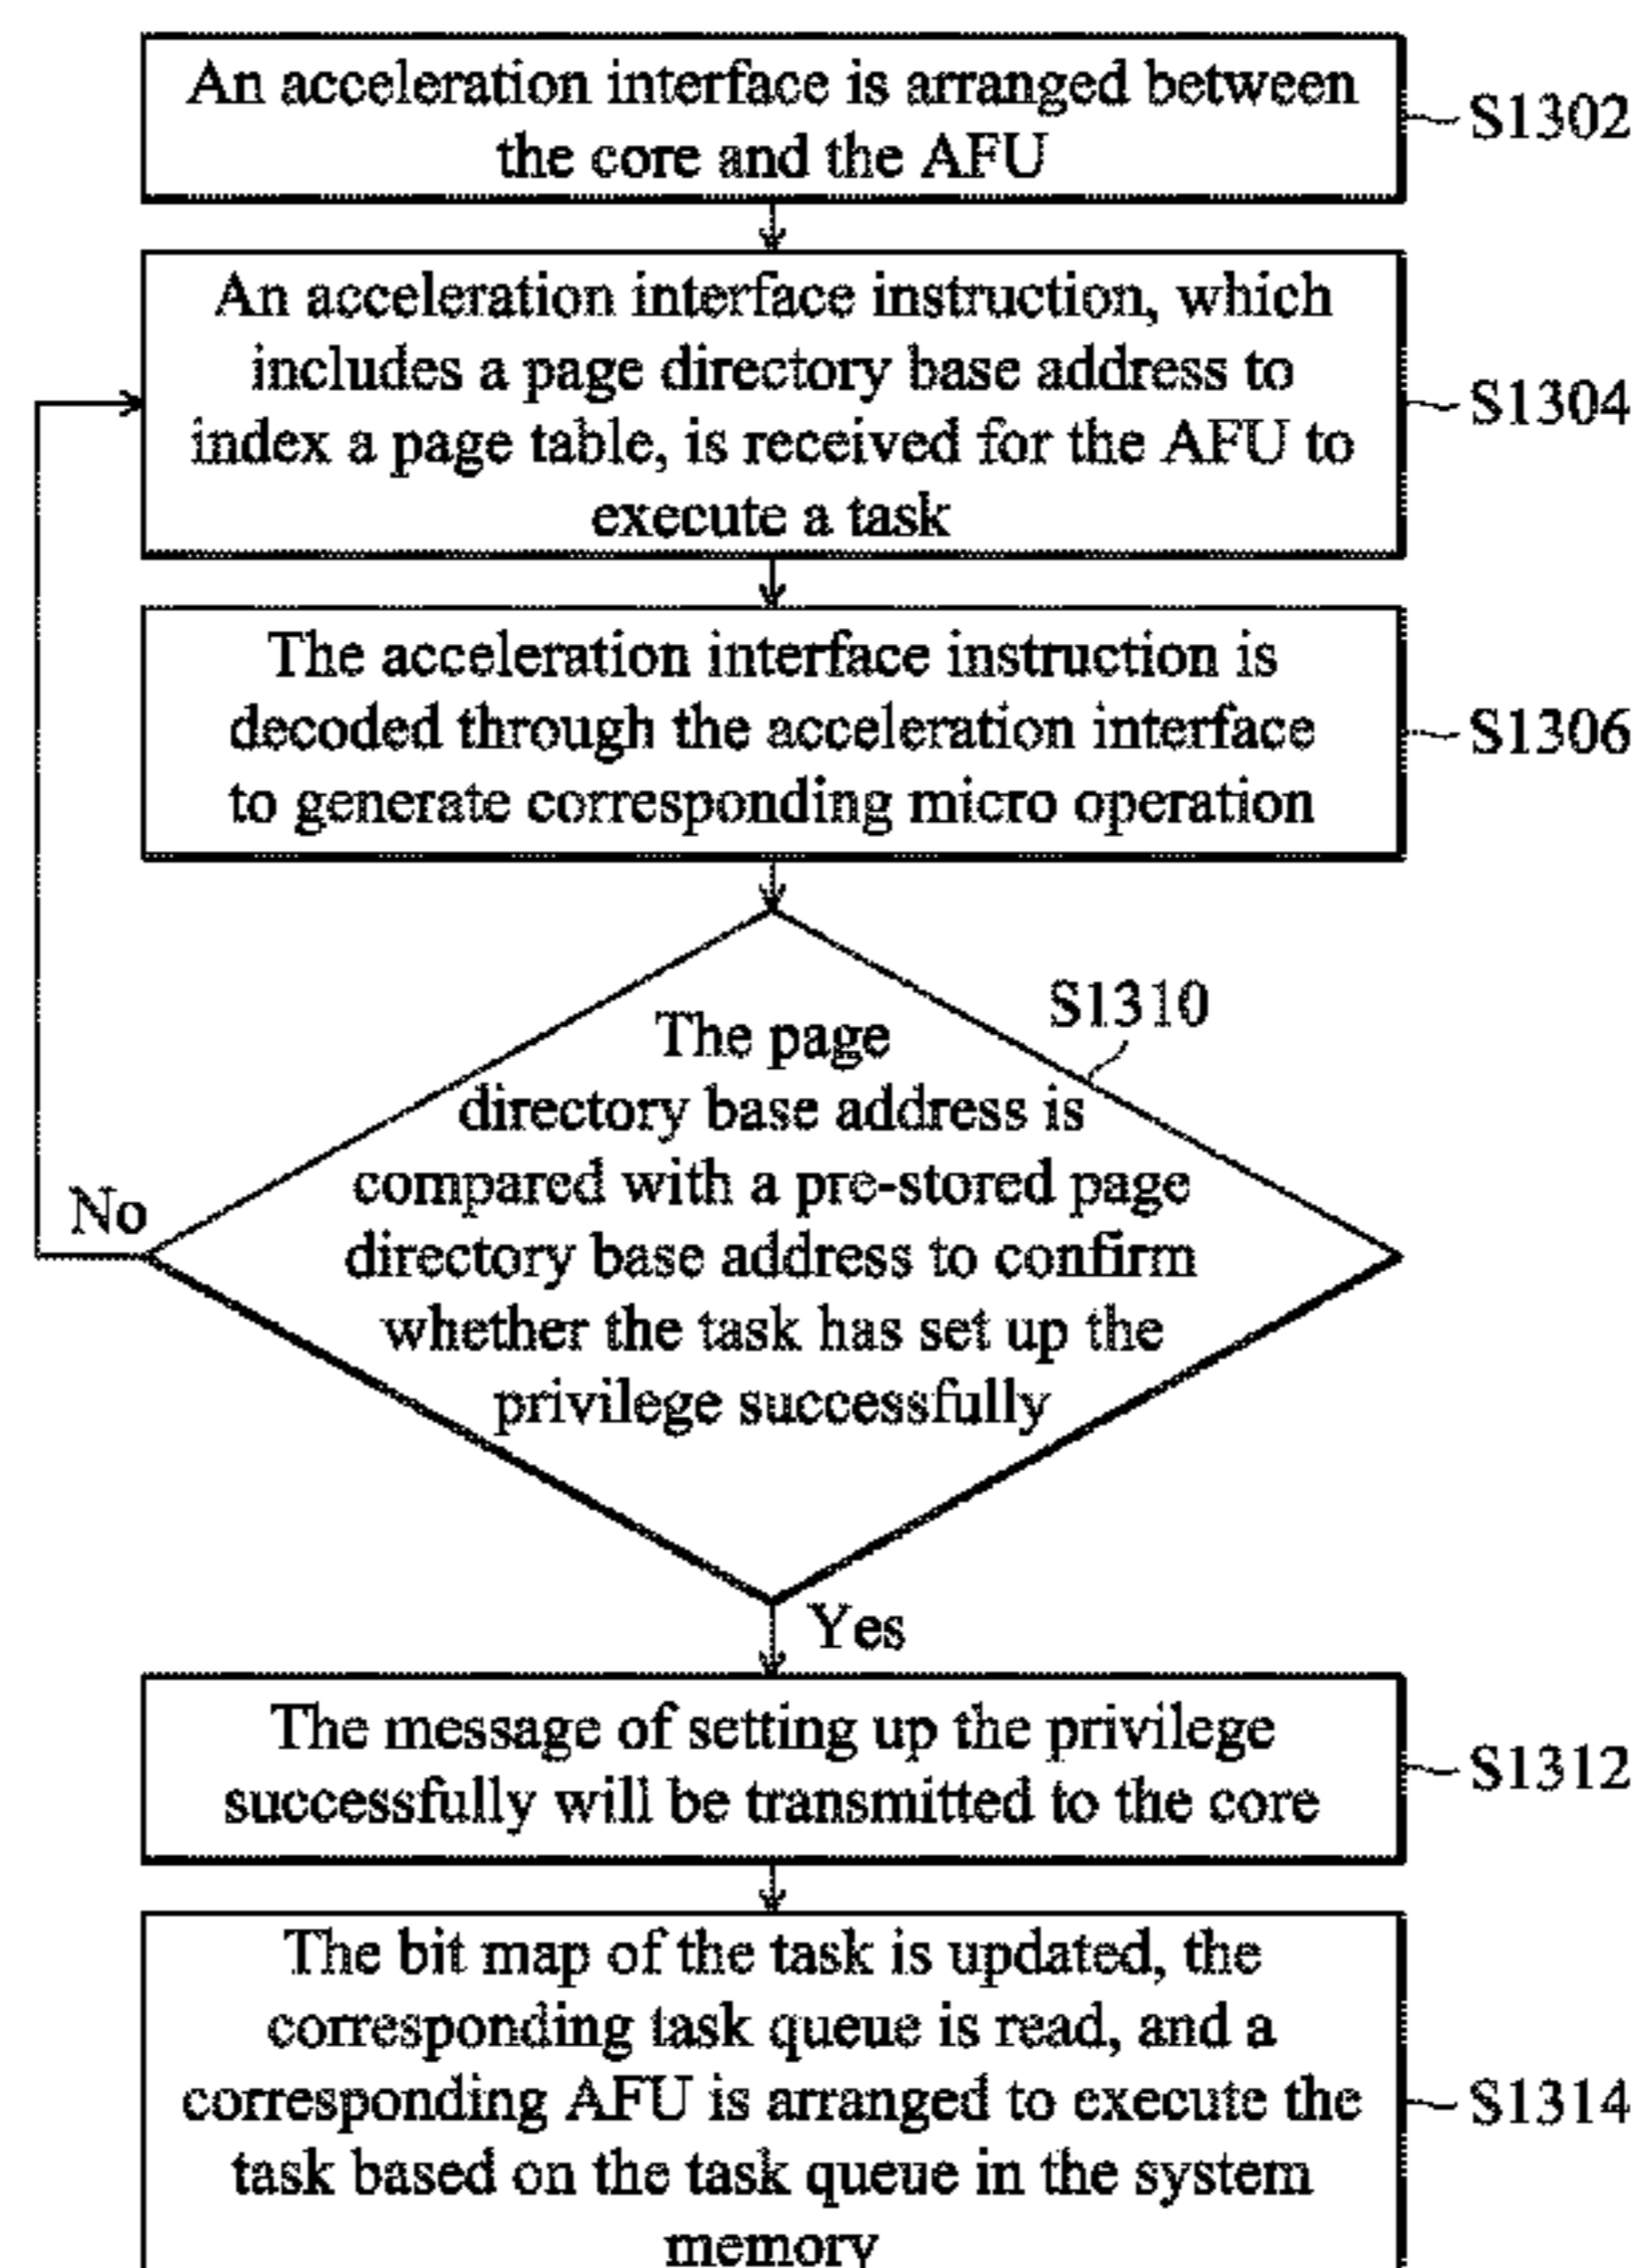 An acceleration interface is arranged between
the core and the AFU
S1302
An acceleration interface instruction, which
includes a page directory base address to
index a page table, is received for the AFU to
execute a task
S1304
The acceleration interface instruction is
decoded through the acceleration interface
to generate corresponding micro operation
S1306
S1310
The page
directory base address is
compared with a pre-stored page
directory base address to confirm
whether the task has set up the
privilege successfully
No
Yes
The message of setting up the privilege
successfully will be transmitted to the core
S1312
The bit map of the task is updated, the
corresponding task queue is read, and a
corresponding AFU is arranged to execute the
task based on the task queue in the system
memory
S1314